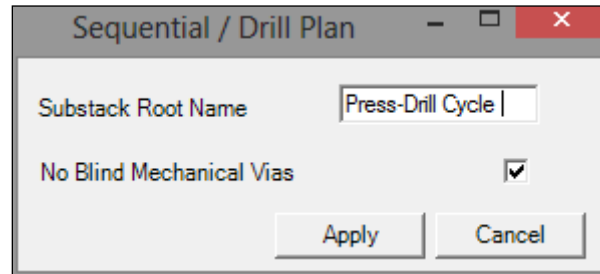 Sequential / Drill Plan
Substack Root Name Press-Drill Cycle
No Blind Mechanical Vias
Apply Cancel